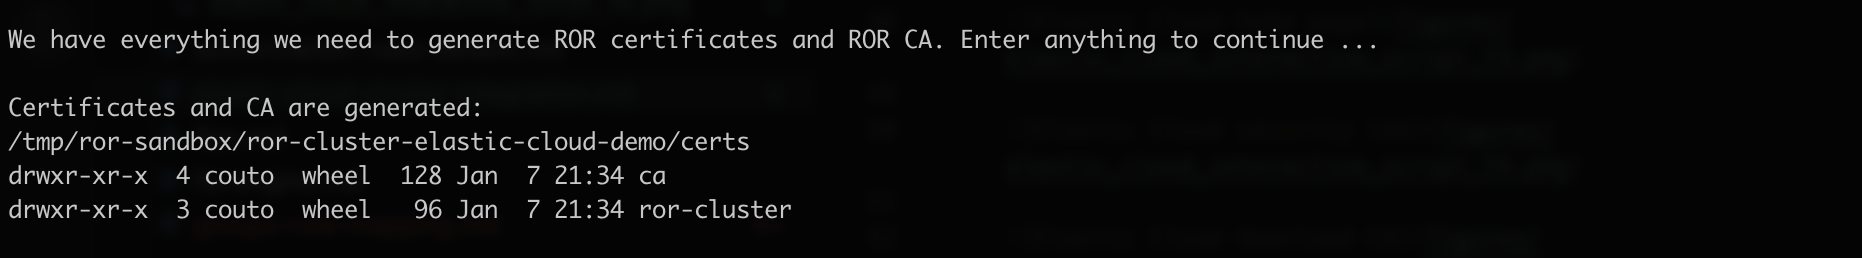 We have everything we need to generate ROR certificates and ROR CA. Enter anything to continue ...
Certificates and CA are generated:
/tmp/ror-sandbox/ror-cluster-elastic-cloud-demo/certs
drwxr-xr-x  4 couto  wheel  128 Jan  7 21:34 ca
drwxr-xr-x  3 couto  wheel   96 Jan  7 21:34 ror-cluster